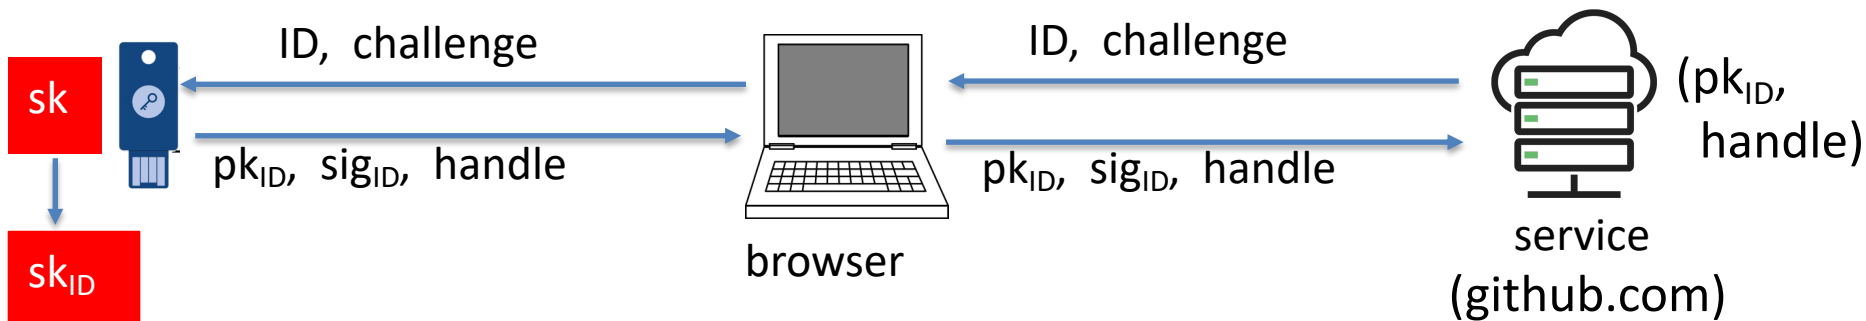 ID, challenge
ID, challenge
sk
(pk_ID,
handle)
pk_ID, sig_ID, handle
pk_ID, sig_ID, handle
sk_ID
browser
service
(github.com)